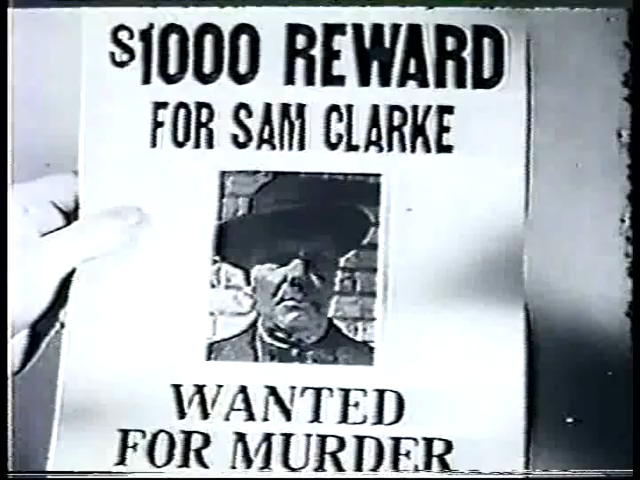 $1000 REWARD
FOR SAM CLARKE
WANTED
FOR MURDER